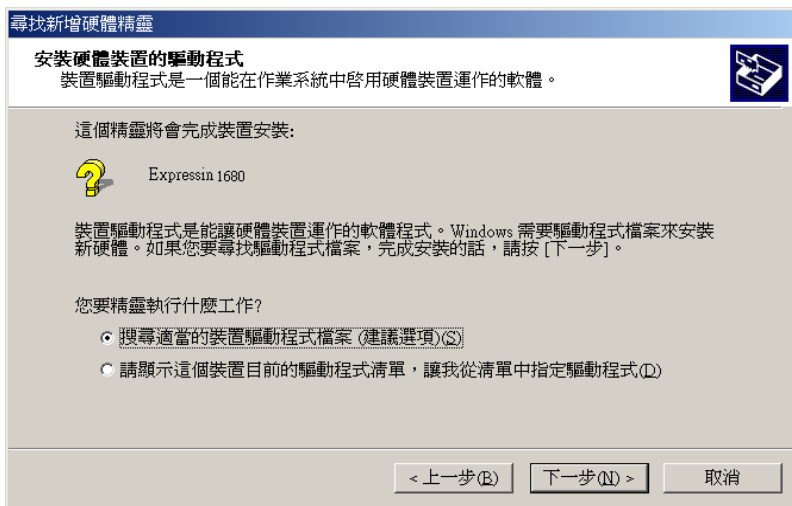 尋找新增硬體精靈
安裝硬體裝置的驅動程式
裝置驅動程式是一個能在作業系統中啓用硬體裝置運作的軟體。
這個精靈將會完成裝置安裝:
Expressin 1680
裝置驅動程式是能讓硬體裝置運作的軟體程式。Windows 需要驅動程式檔案來安裝
新硬體。如果您要尋找驅動程式檔案，完成安裝的話，請按 [下一步]。
您要精靈執行什麼工作?
搜尋適當的裝置驅動程式檔案 (建議選項)(S)
請顯示這個裝置目前的驅動程式清單，讓我從清單中指定驅動程式(D)
< 上一步(B) 下一步(N) > 取消